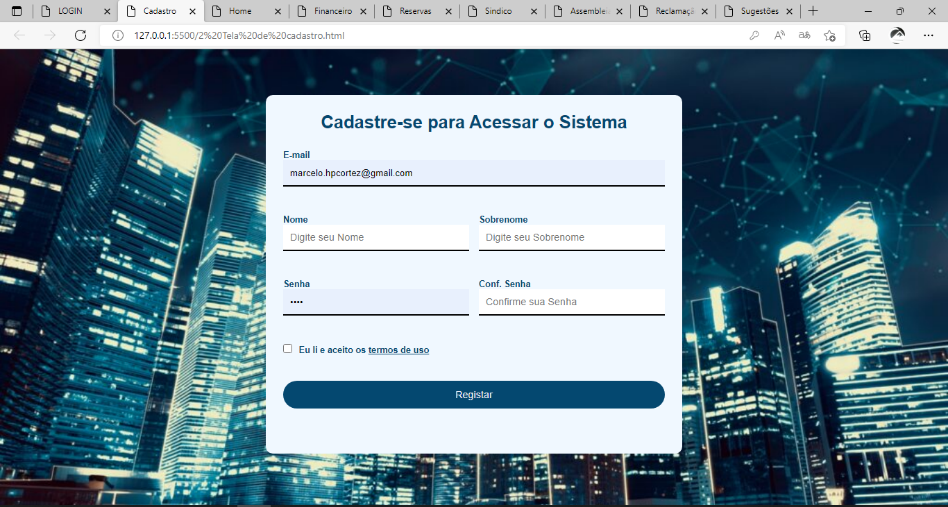 LOGIN
Cadastro
Home
Financeiro
Reservas
Sindico
Assembleia
Reclamaçã
Sugestões
127.0.0.1:5500/2%20Tela%20de%20cadastro.html
Cadastre-se para Acessar o Sistema
E-mail
marcelo.hpcortez@gmail.com
Nome Sobrenome
Digite seu Nome Digite seu Sobrenome
Senha Conf. Senha
•••• Confirme sua Senha
Eu li e aceito os termos de uso
Registar